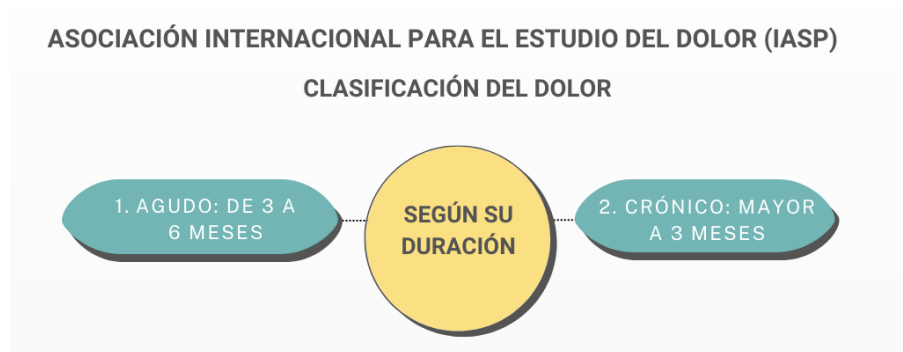 ASOCIACIÓN INTERNACIONAL PARA EL ESTUDIO DEL DOLOR (IASP)
CLASIFICACIÓN DEL DOLOR
1. AGUDO: DE 3 A
6 MESES
SEGÚN SU
DURACIÓN
2. CRÓNICO: MAYOR
A 3 MESES